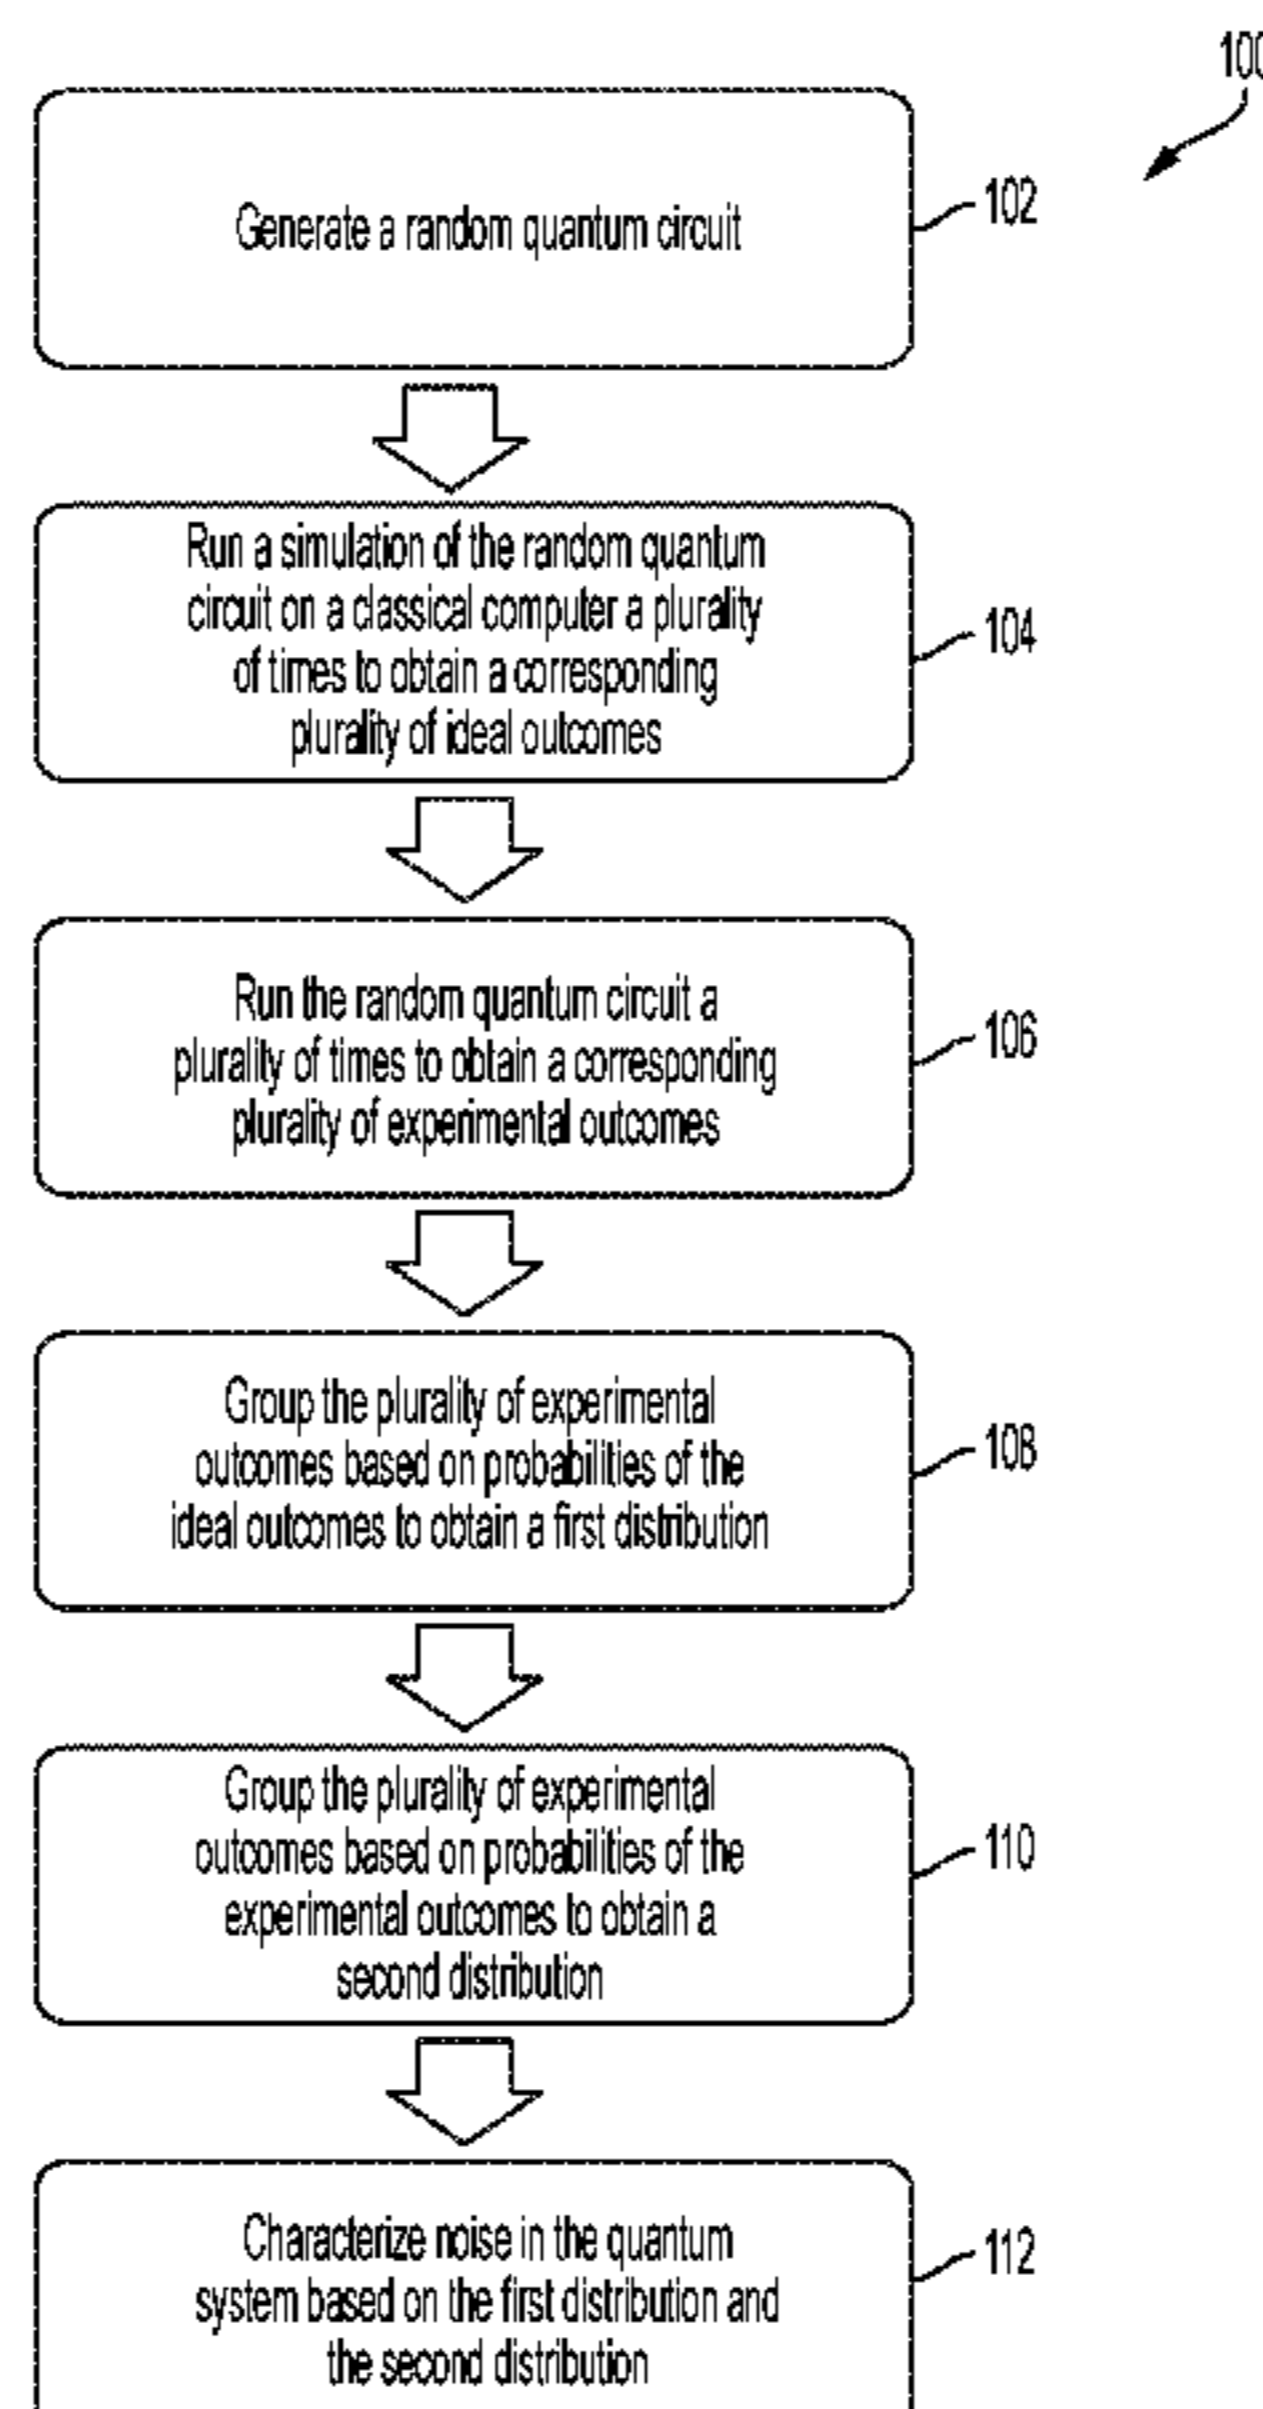 100
Generate a random quantum circuit
102
Run a simulation of the random quantum
circuit on a classical computer a plurality
of times to obtain a corresponding
plurality of ideal outcomes
104
Run the random quantum circuit a
plurality of times to obtain a corresponding
plurality of experimental outcomes
106
Group the plurality of experimental
outcomes based on probabilities of the
ideal outcomes to obtain a first distribution
108
Group the plurality of experimental
outcomes based on probabilities of the
experimental outcomes to obtain a
second distribution
110
Characterize noise in the quantum
system based on the first distribution and
the second distribution
112